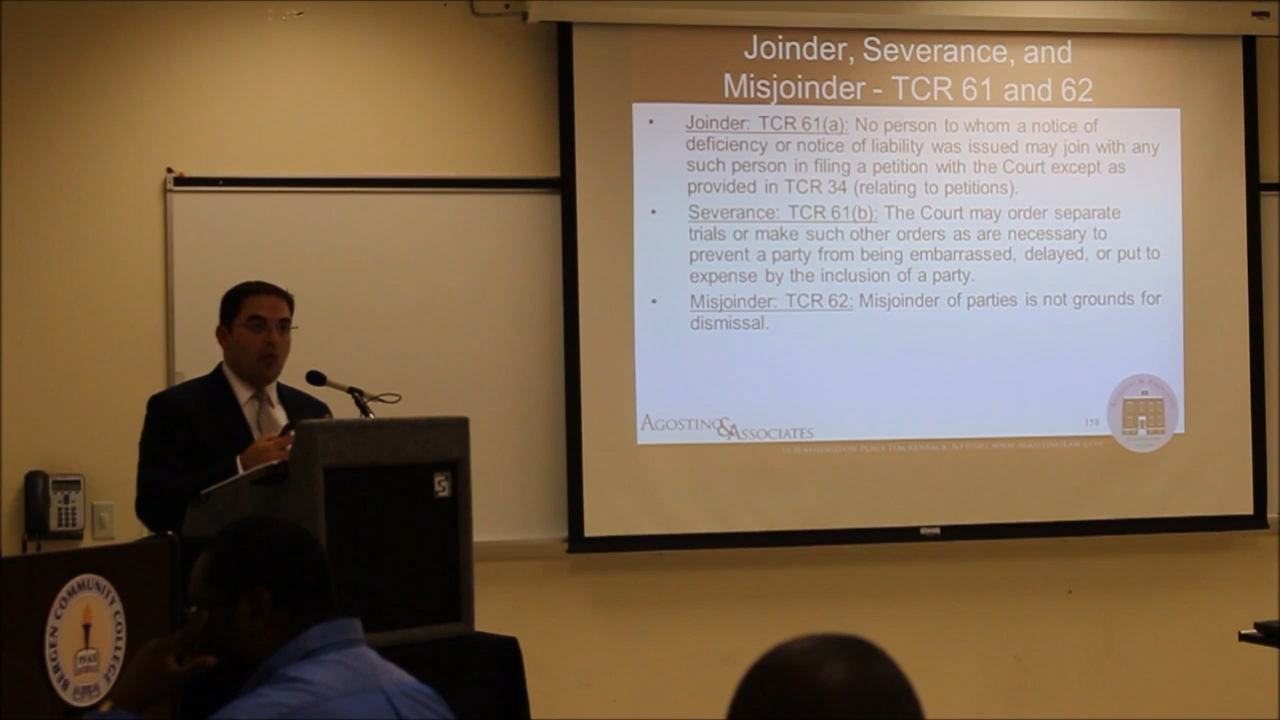 Joinder, Severance, and
Misjoinder - TCR 61 and 62
• Joinder: TCR 61(a): No person to whom a notice of
deficiency or notice of liability was issued may join with any
such person in filing a petition with the Court except as
provided in TCR 34 (relating to petitions).
• Severance: TCR 61(b): The Court may order separate
trials or make such other orders as are necessary to
prevent a party from being embarrassed, delayed, or put to
expense by the inclusion of a party.
• Misjoinder: TCR 62: Misjoinder of parties is not grounds for
dismissal.
AGOSTINO & ASSOCIATES
158
BERGEN COMMUNITY COLLEGE